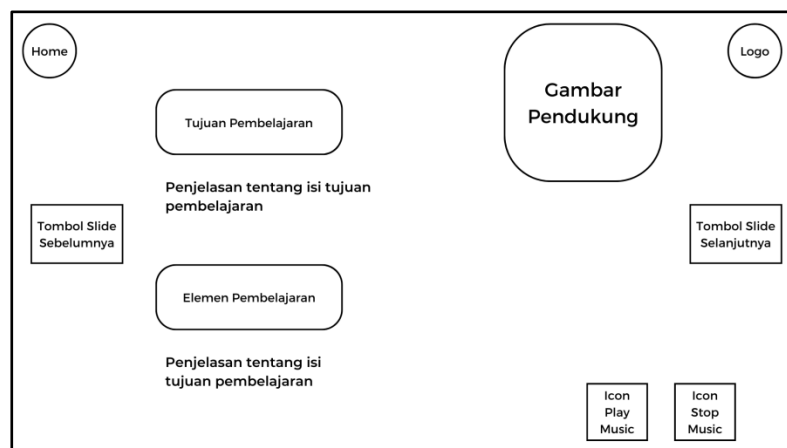 Home
Logo
Gambar
Pendukung
Tujuan Pembelajaran
Penjelasan tentang isi tujuan
pembelajaran
Tombol Slide
Sebelumnya
Tombol Slide
Selanjutnya
Elemen Pembelajaran
Penjelasan tentang isi
tujuan pembelajaran
Icon
Play
Music
Icon
Stop
Music